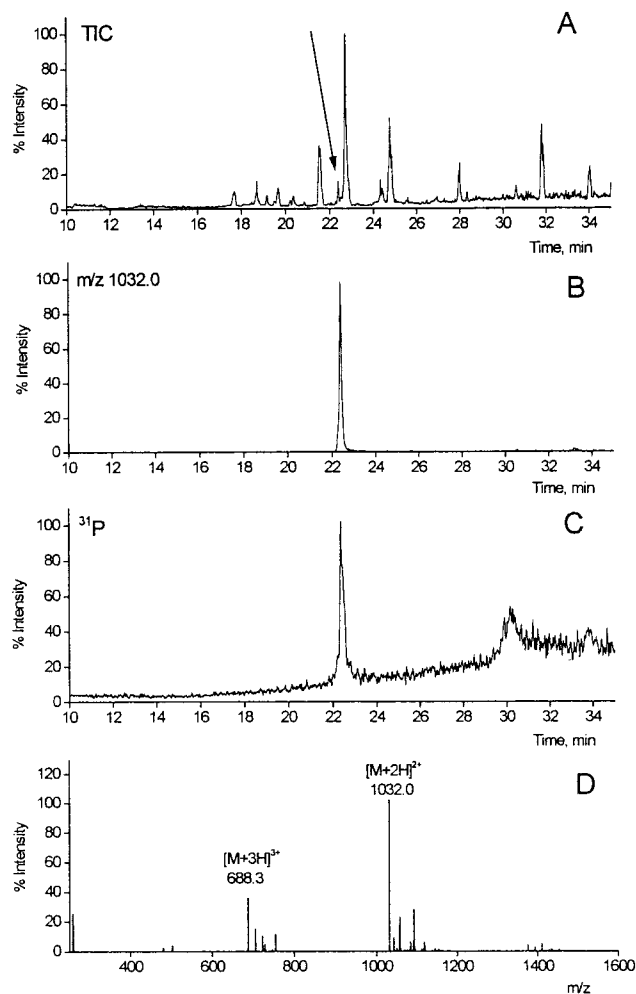 TIC
A
% Intensity
100
80
60
40
20
0
10 12 14 16 18 20 22 24 26 28 30 32 34
Time, min
m/z 1032.0
B
% Intensity
100
80
60
40
20
0
10 12 14 16 18 20 22 24 26 28 30 32 34
Time, min
³¹P
C
% Intensity
100
80
60
40
20
0
10 12 14 16 18 20 22 24 26 28 30 32 34
Time, min
[M+2H]²⁺
1032.0
D
[M+3H]³⁺
688.3
% Intensity
120
100
80
60
40
20
0
400 600 800 1000 1200 1400 1600
m/z